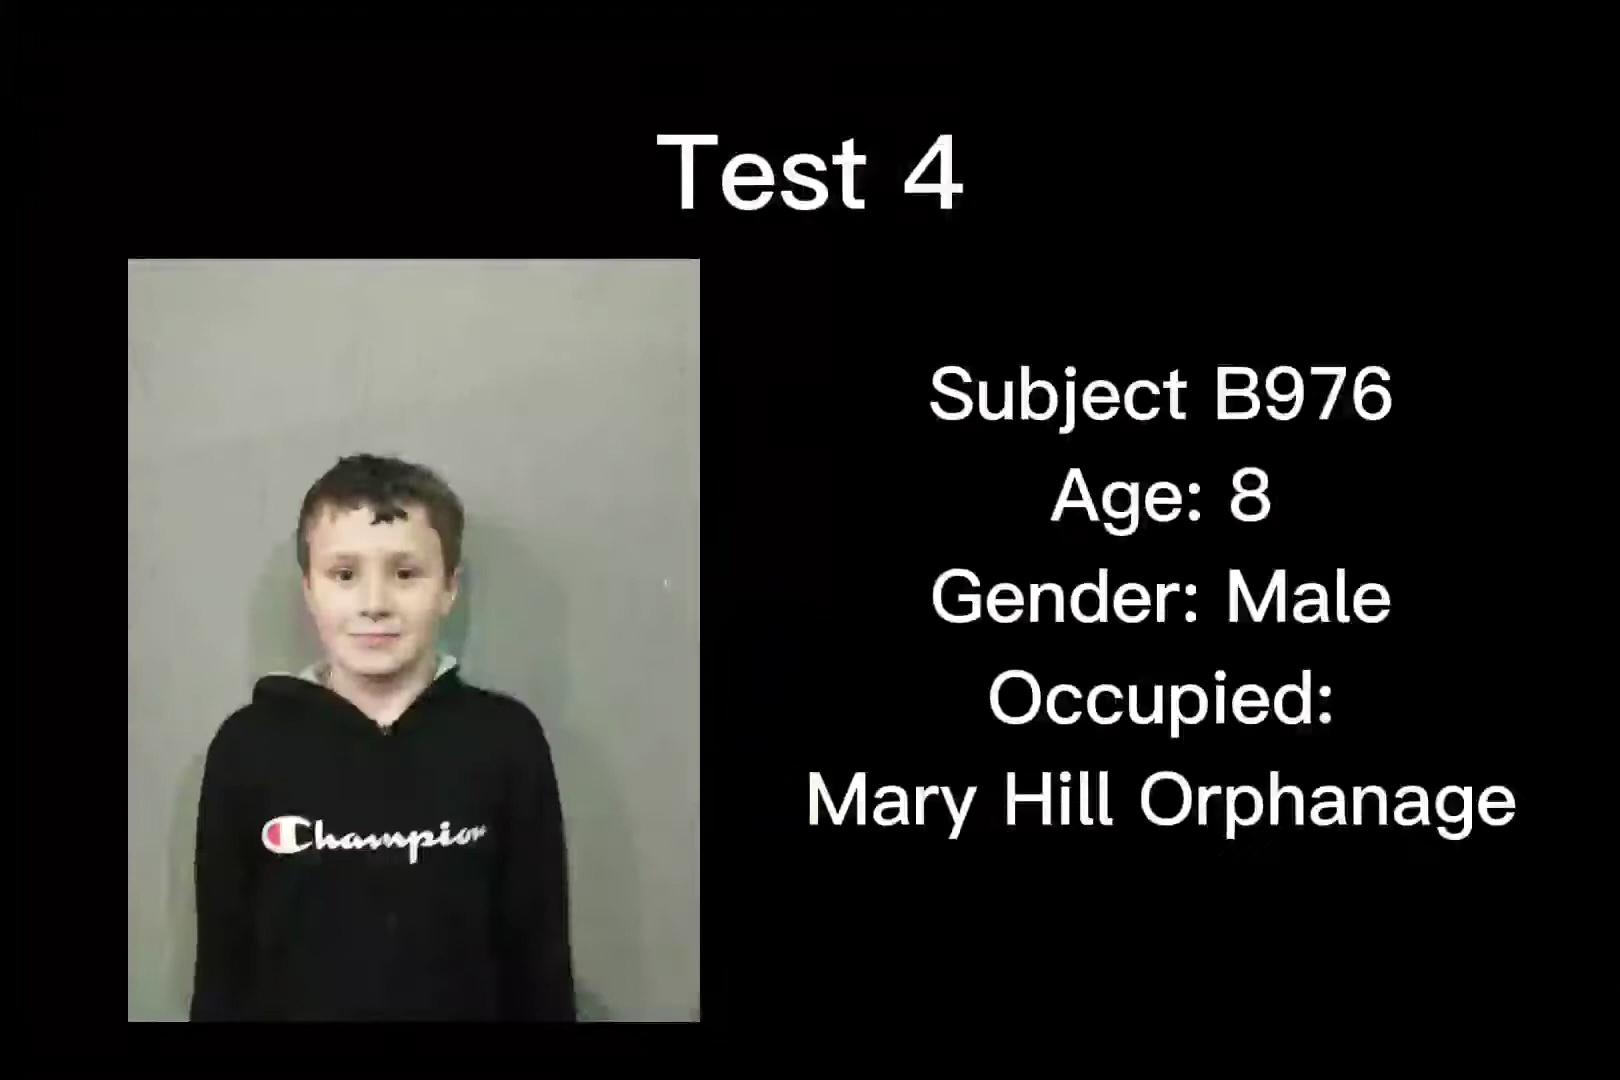 Test 4
Subject B976
Age: 8
Gender: Male
Occupied:
Mary Hill Orphanage
Champion